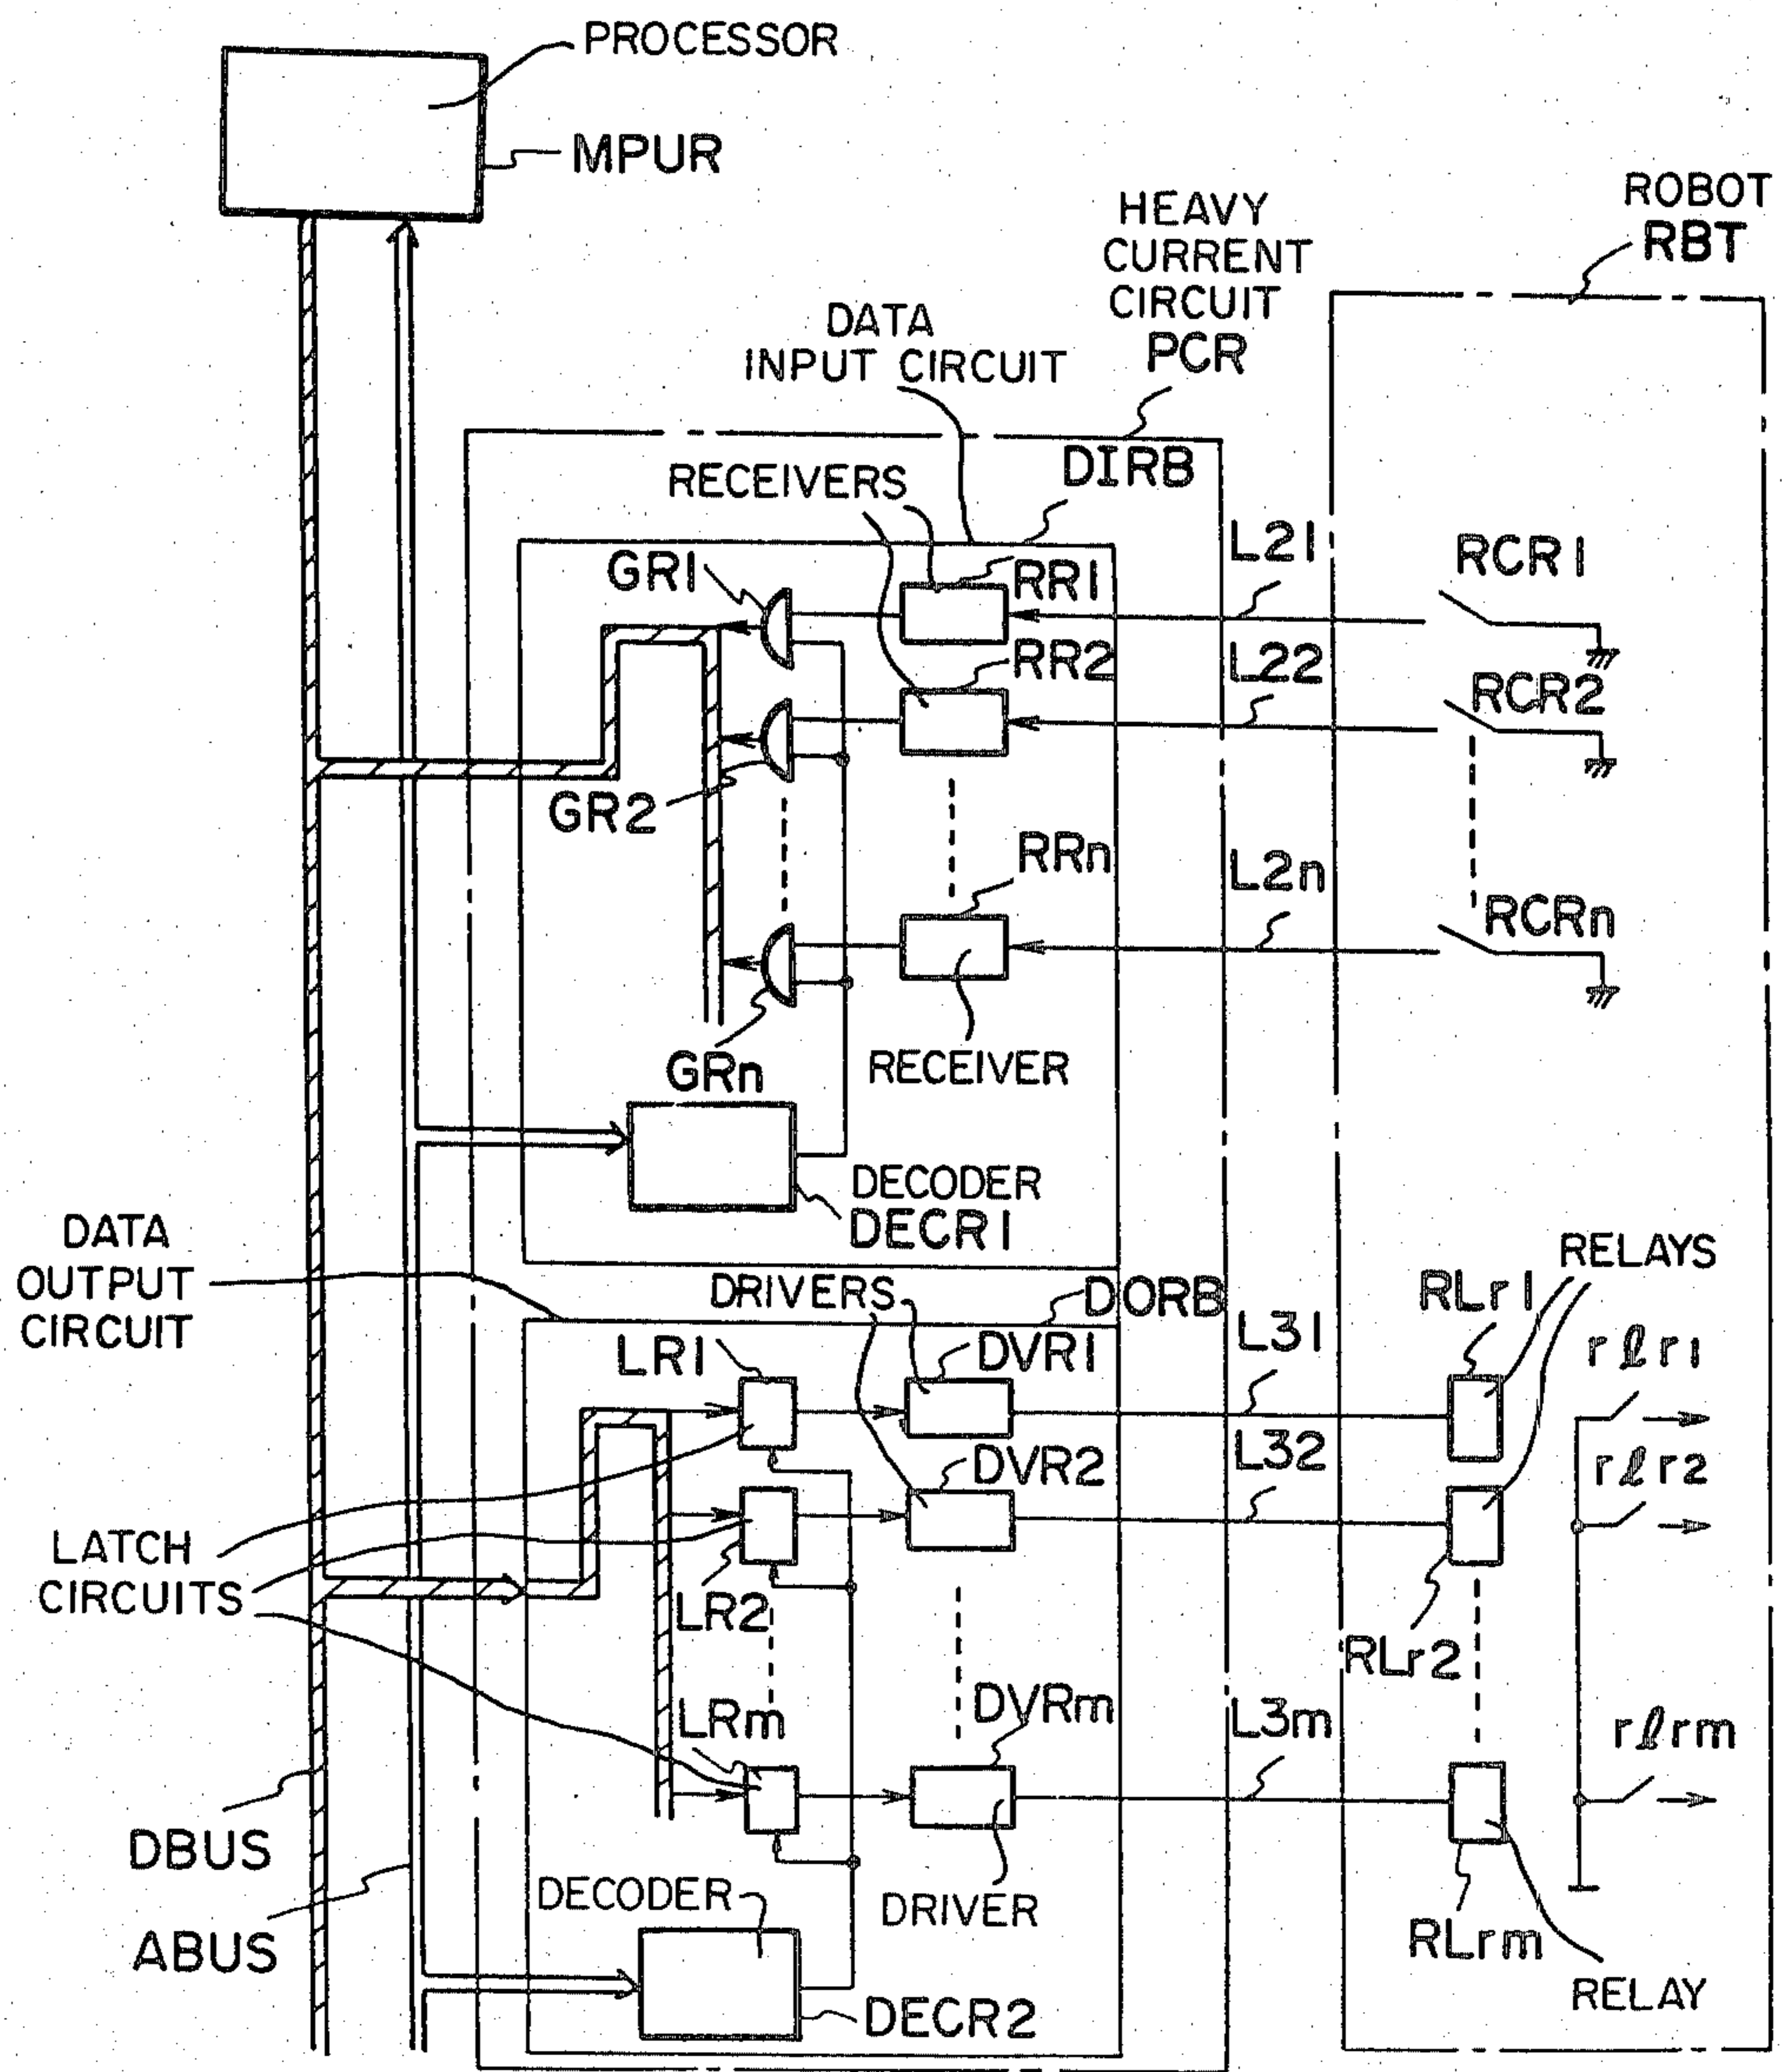 PROCESSOR
MPUR
ROBOT
RBT
HEAVY
CURRENT
CIRCUIT
PCR
DATA
INPUT CIRCUIT
RECEIVERS
DIRB
GR1
RR1
L21
RCR1
RR2
L22
RCR2
GR2
RRn
L2n
RCRn
GRn
RECEIVER
DECODER
DECR1
DATA
OUTPUT
CIRCUIT
DRIVERS
DORB
RELAYS
RLr1
LR1
DVR1
L31
rℓr1
DVR2
L32
rℓr2
LATCH
CIRCUITS
LR2
RLr2
LRm
DVRm
L3m
rℓrm
DBUS
ABUS
DECODER
DRIVER
RLrm
RELAY
DECR2